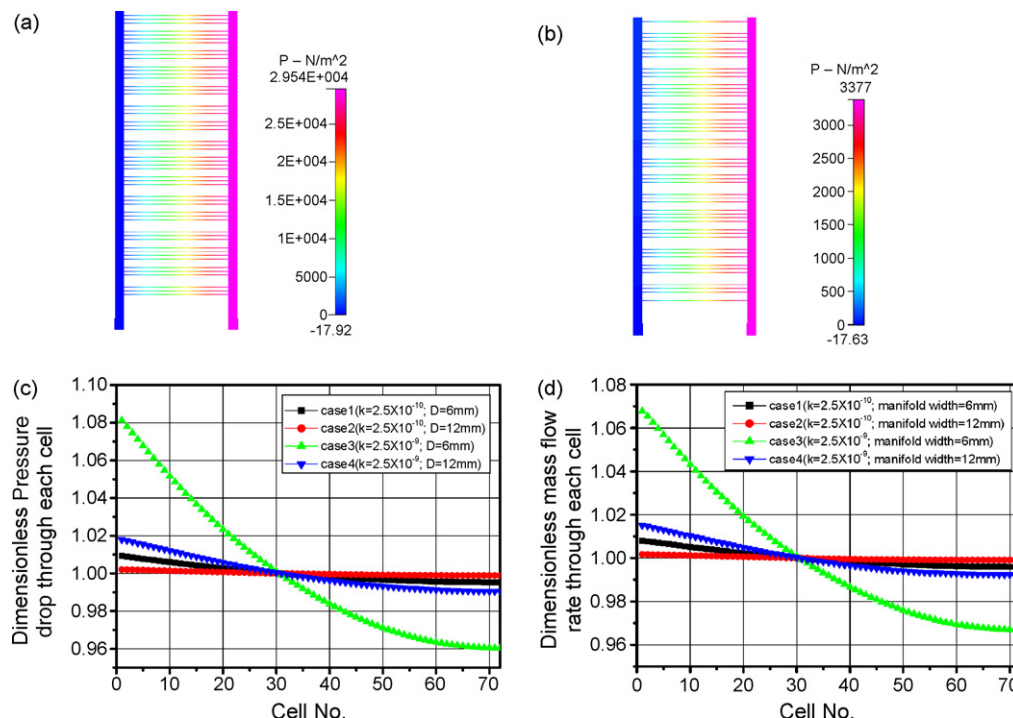 (a)
P – N/m^2
2.954E+004
2.5E+004
2E+004
1.5E+004
1E+004
5000
0
-17.92
(b)
P – N/m^2
3377
3000
2500
2000
1500
1000
500
0
-17.63
(c)
Dimensionless Pressure
drop through each cell
1.10
1.08
1.06
1.04
1.02
1.00
0.98
0.96
0 10 20 30 40 50 60 70
Cell No.
case1(k=2.5X10⁻¹⁰; D=6mm)
case2(k=2.5X10⁻¹⁰; D=12mm)
case3(k=2.5X10⁻⁹; D=6mm)
case4(k=2.5X10⁻⁹; D=12mm)
(d)
Dimensionless mass flow
rate through each cell
1.08
1.06
1.04
1.02
1.00
0.98
0.96
0 10 20 30 40 50 60 70
Cell No.
case1(k=2.5X10⁻¹⁰; manifold width=6mm)
case2(k=2.5X10⁻¹⁰; manifold width=12mm)
case3(k=2.5X10⁻⁹; manifold width=6mm)
case4(k=2.5X10⁻⁹; manifold width=12mm)